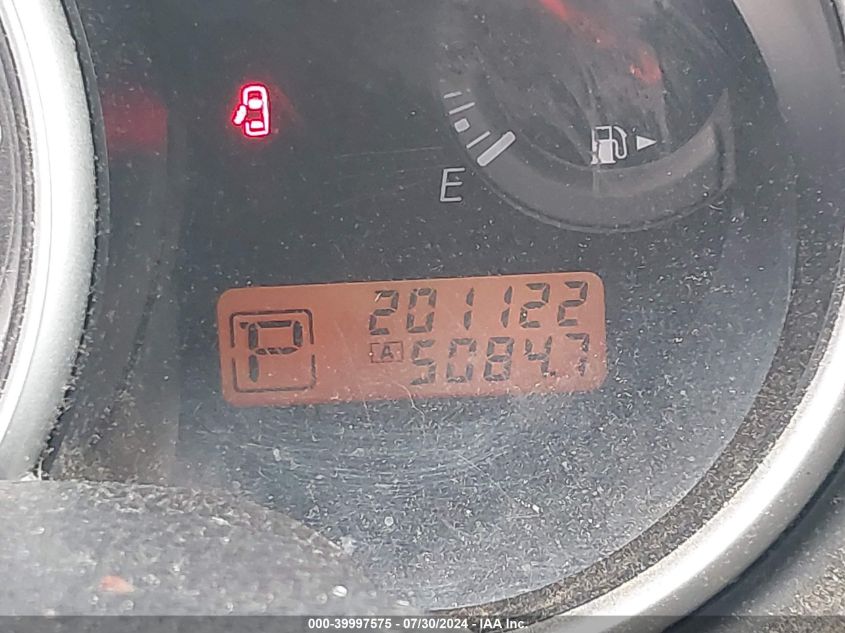 E
201122
P
A 5084.7
000-39997575 / 07/30/2024 - IAA Inc.